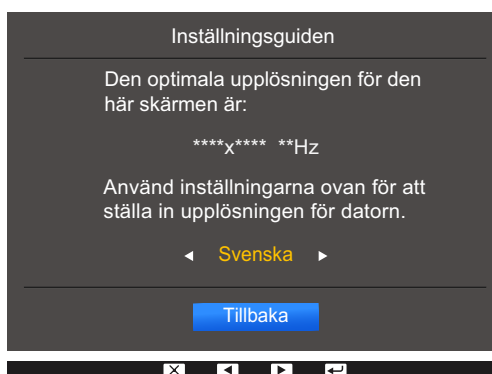 Inställningsguiden
Den optimala upplösningen för den
här skärmen är:
****x**** **Hz
Använd inställningarna ovan för att
ställa in upplösningen för datorn.
Svenska
Tillbaka